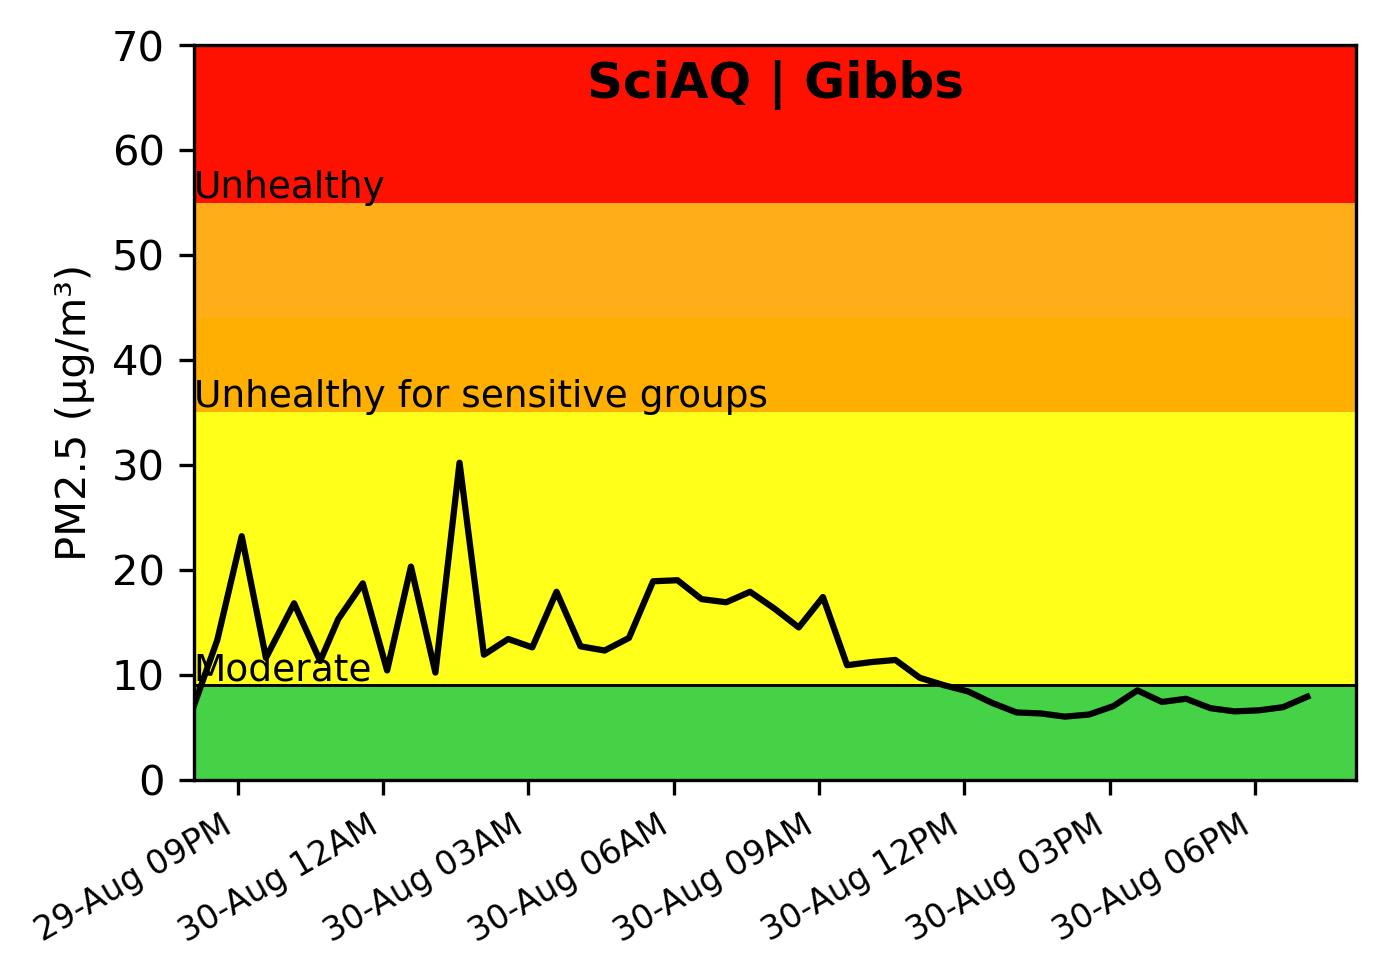 SciAQ | Gibbs
70
60
50
40
30
20
10
0
PM2.5 (µg/m³)
Unhealthy
Unhealthy for sensitive groups
Moderate
29-Aug 09PM
30-Aug 12AM
30-Aug 03AM
30-Aug 06AM
30-Aug 09AM
30-Aug 12PM
30-Aug 03PM
30-Aug 06PM